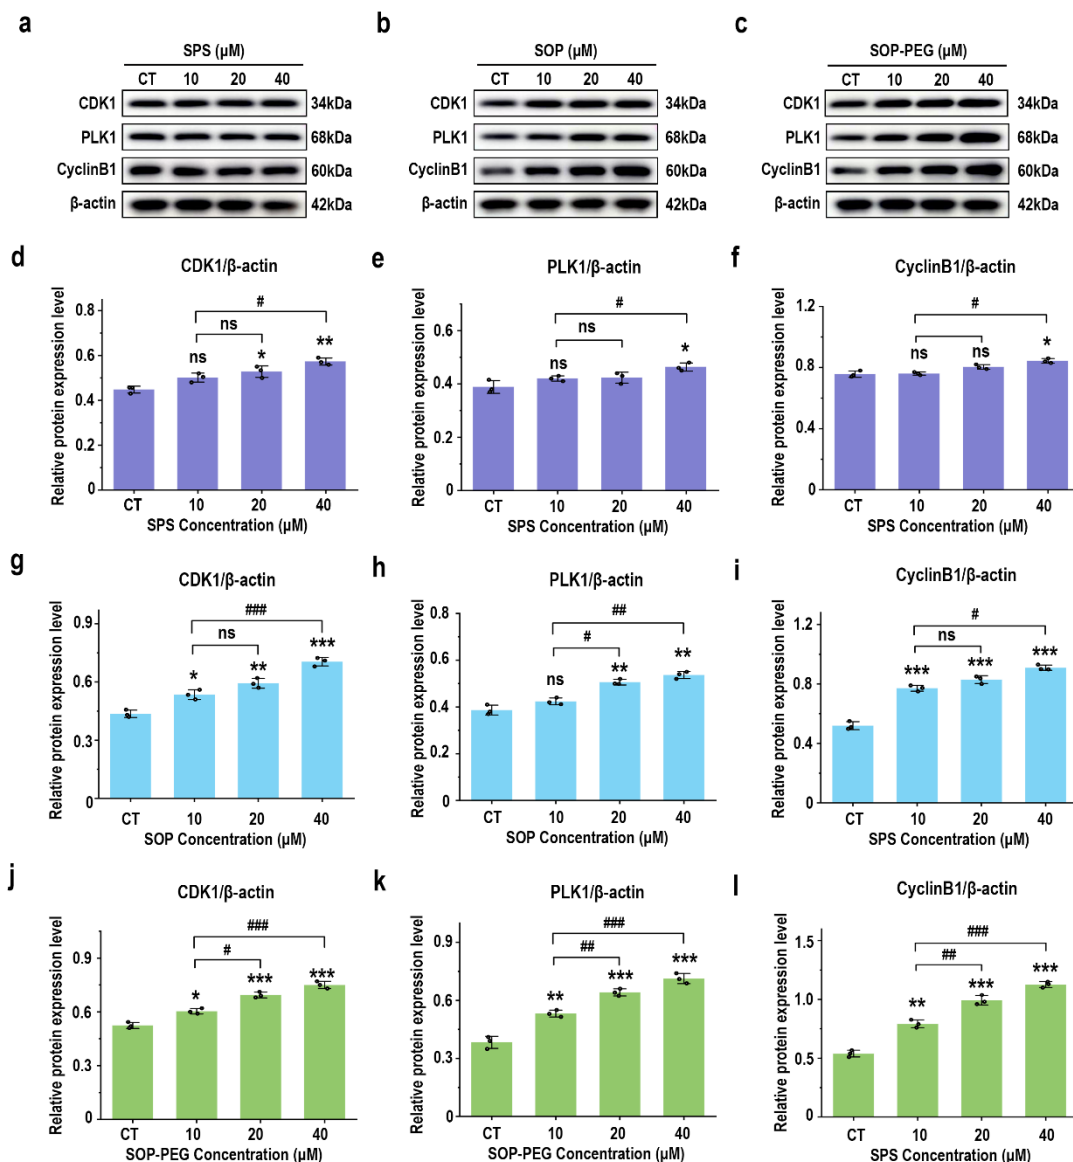 a
b
c
SPS (μM)
SOP (μM)
SOP-PEG (μM)
CT 10 20 40
CT 10 20 40
CT 10 20 40
CDK1 34kDa
CDK1 34kDa
CDK1 34kDa
PLK1 68kDa
PLK1 68kDa
PLK1 68kDa
CyclinB1 60kDa
CyclinB1 60kDa
CyclinB1 60kDa
β-actin 42kDa
β-actin 42kDa
β-actin 42kDa
d
CDK1/β-actin
Relative protein expression level
0.8
0.6
0.4
0.2
0
#
ns
ns
*
**
CT 10 20 40
SPS Concentration (μM)
e
PLK1/β-actin
Relative protein expression level
0.6
0.4
0.2
0
#
ns
ns
*
CT 10 20 40
SPS Concentration (μM)
f
CyclinB1/β-actin
Relative protein expression level
1.2
0.8
0.4
0
#
ns
ns
*
CT 10 20 40
SPS Concentration (μM)
g
CDK1/β-actin
Relative protein expression level
0.9
0.6
0.3
0
###
ns
*
**
***
CT 10 20 40
SOP Concentration (μM)
h
PLK1/β-actin
Relative protein expression level
0.8
0.6
0.4
0.2
0
##
#
ns
**
**
CT 10 20 40
SOP Concentration (μM)
i
CyclinB1/β-actin
Relative protein expression level
1.2
0.8
0.4
0
#
ns
***
***
***
CT 10 20 40
SPS Concentration (μM)
j
CDK1/β-actin
Relative protein expression level
0.9
0.6
0.3
0
###
#
*
***
***
CT 10 20 40
SOP-PEG Concentration (μM)
k
PLK1/β-actin
Relative protein expression level
0.9
0.6
0.3
0
###
##
**
***
***
CT 10 20 40
SOP-PEG Concentration (μM)
l
CyclinB1/β-actin
Relative protein expression level
1.5
1.0
0.5
0
###
##
**
***
***
CT 10 20 40
SPS Concentration (μM)